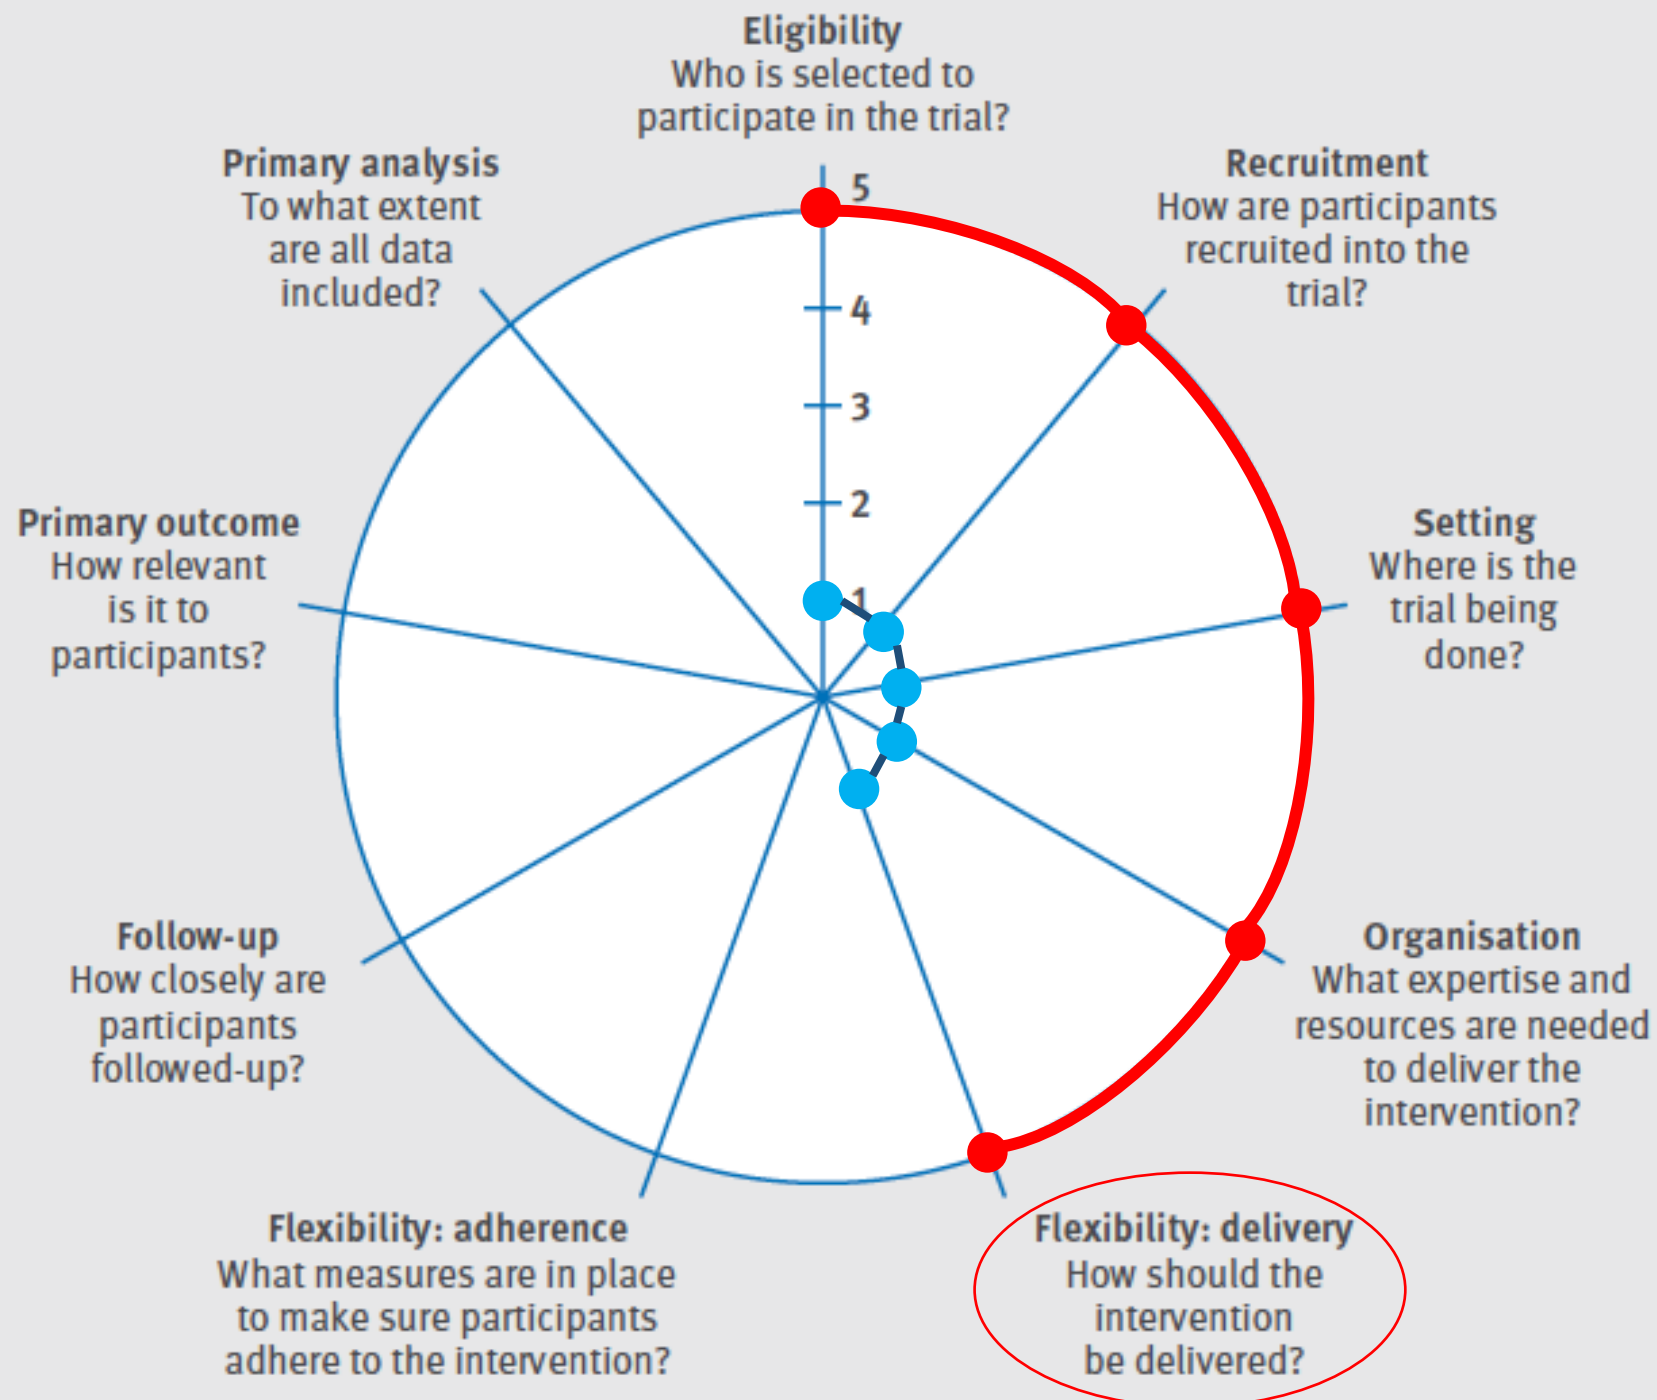 Eligibility
Who is selected to
participate in the trial?
Recruitment
How are participants
recruited into the
trial?
Setting
Where is the
trial being
done?
Organisation
What expertise and
resources are needed
to deliver the
intervention?
Flexibility: delivery
How should the
intervention
be delivered?
Flexibility: adherence
What measures are in place
to make sure participants
adhere to the intervention?
Follow-up
How closely are
participants
followed-up?
Primary outcome
How relevant
is it to
participants?
Primary analysis
To what extent
are all data
included?
5
4
3
2
1